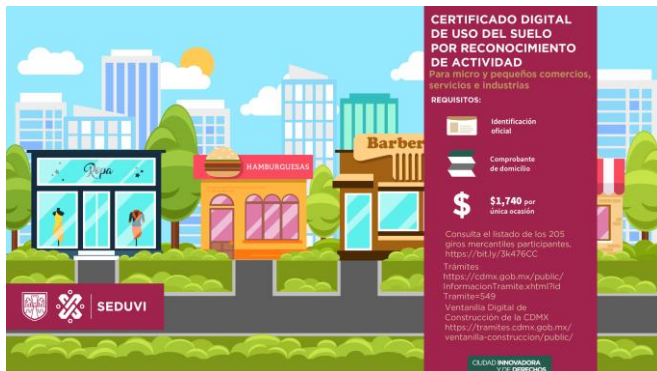 CERTIFICADO DIGITAL
DE USO DEL SUELO
POR RECONOCIMIENTO
DE ACTIVIDAD
Para micro y pequeños comercios,
servicios e industrias
REQUISITOS:
Identificación
oficial
Comprobante
de domicilio
$
$1,740 por
única ocasión
Consulta el listado de los 205
giros mercantiles participantes.
https://bit.ly/3k476CC
Trámites
https://cdmx.gob.mx/public/
InformacionTramite.xhtml?id
Tramite=549
Ventanilla Digital de
Construcción de la CDMX
https://tramites.cdmx.gob.mx/
ventanilla-construccion/public/
CIUDAD INNOVADORA
Y DE DERECHOS
Ropa
HAMBURGUESAS
Barber
SEDUVI